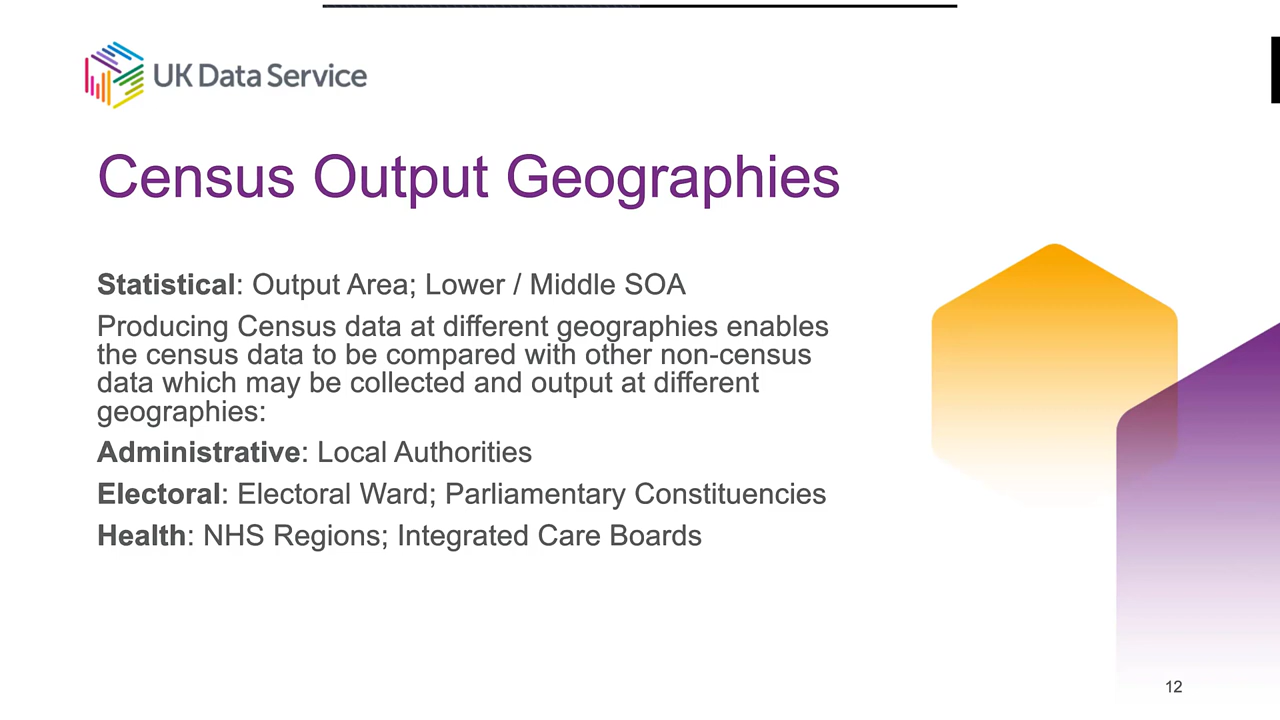 UK Data Service
Census Output Geographies
Statistical: Output Area; Lower / Middle SOA
Producing Census data at different geographies enables
the census data to be compared with other non-census
data which may be collected and output at different
geographies:
Administrative: Local Authorities
Electoral: Electoral Ward; Parliamentary Constituencies
Health: NHS Regions; Integrated Care Boards
12